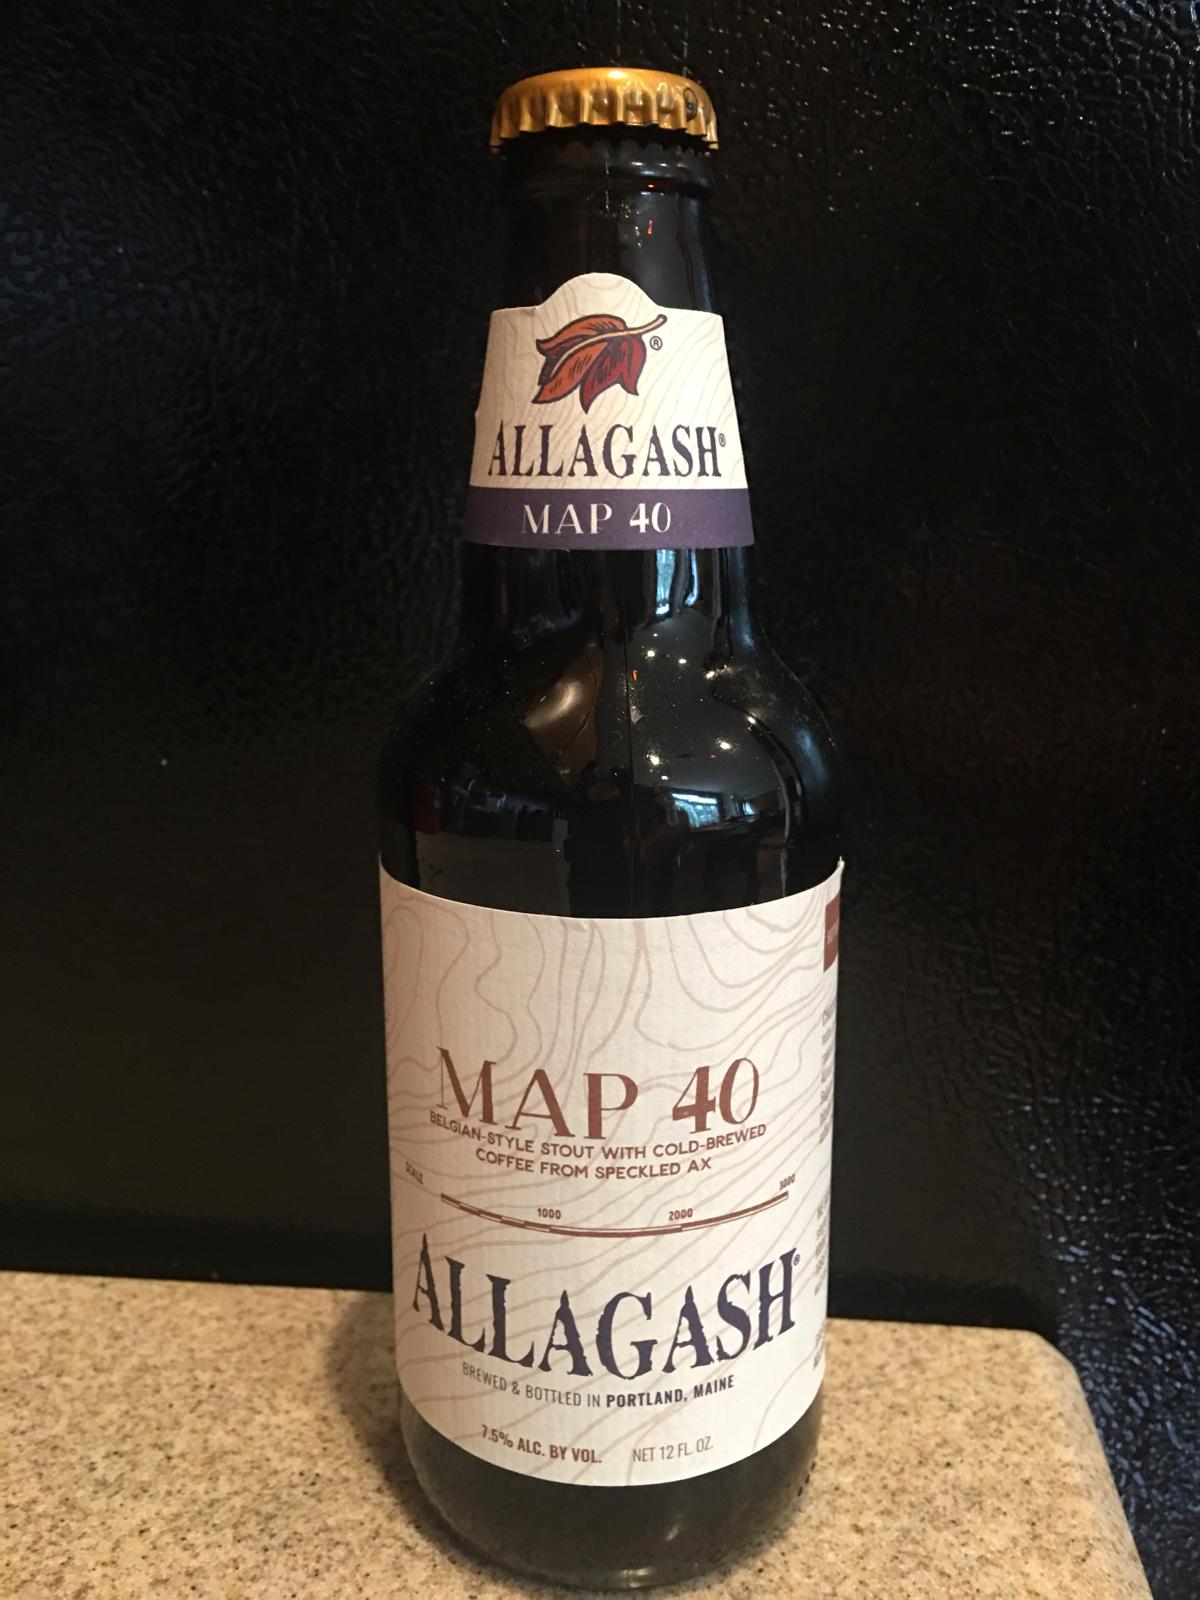 ALLAGASH®
MAP 40
MAP 40
BELGIAN-STYLE STOUT WITH COLD-BREWED
COFFEE FROM SPECKLED AX
SCALE 1000 2000 3000
ALLAGASH®
BREWED & BOTTLED IN PORTLAND, MAINE
7.5% ALC. BY VOL. NET 12 FL. OZ.